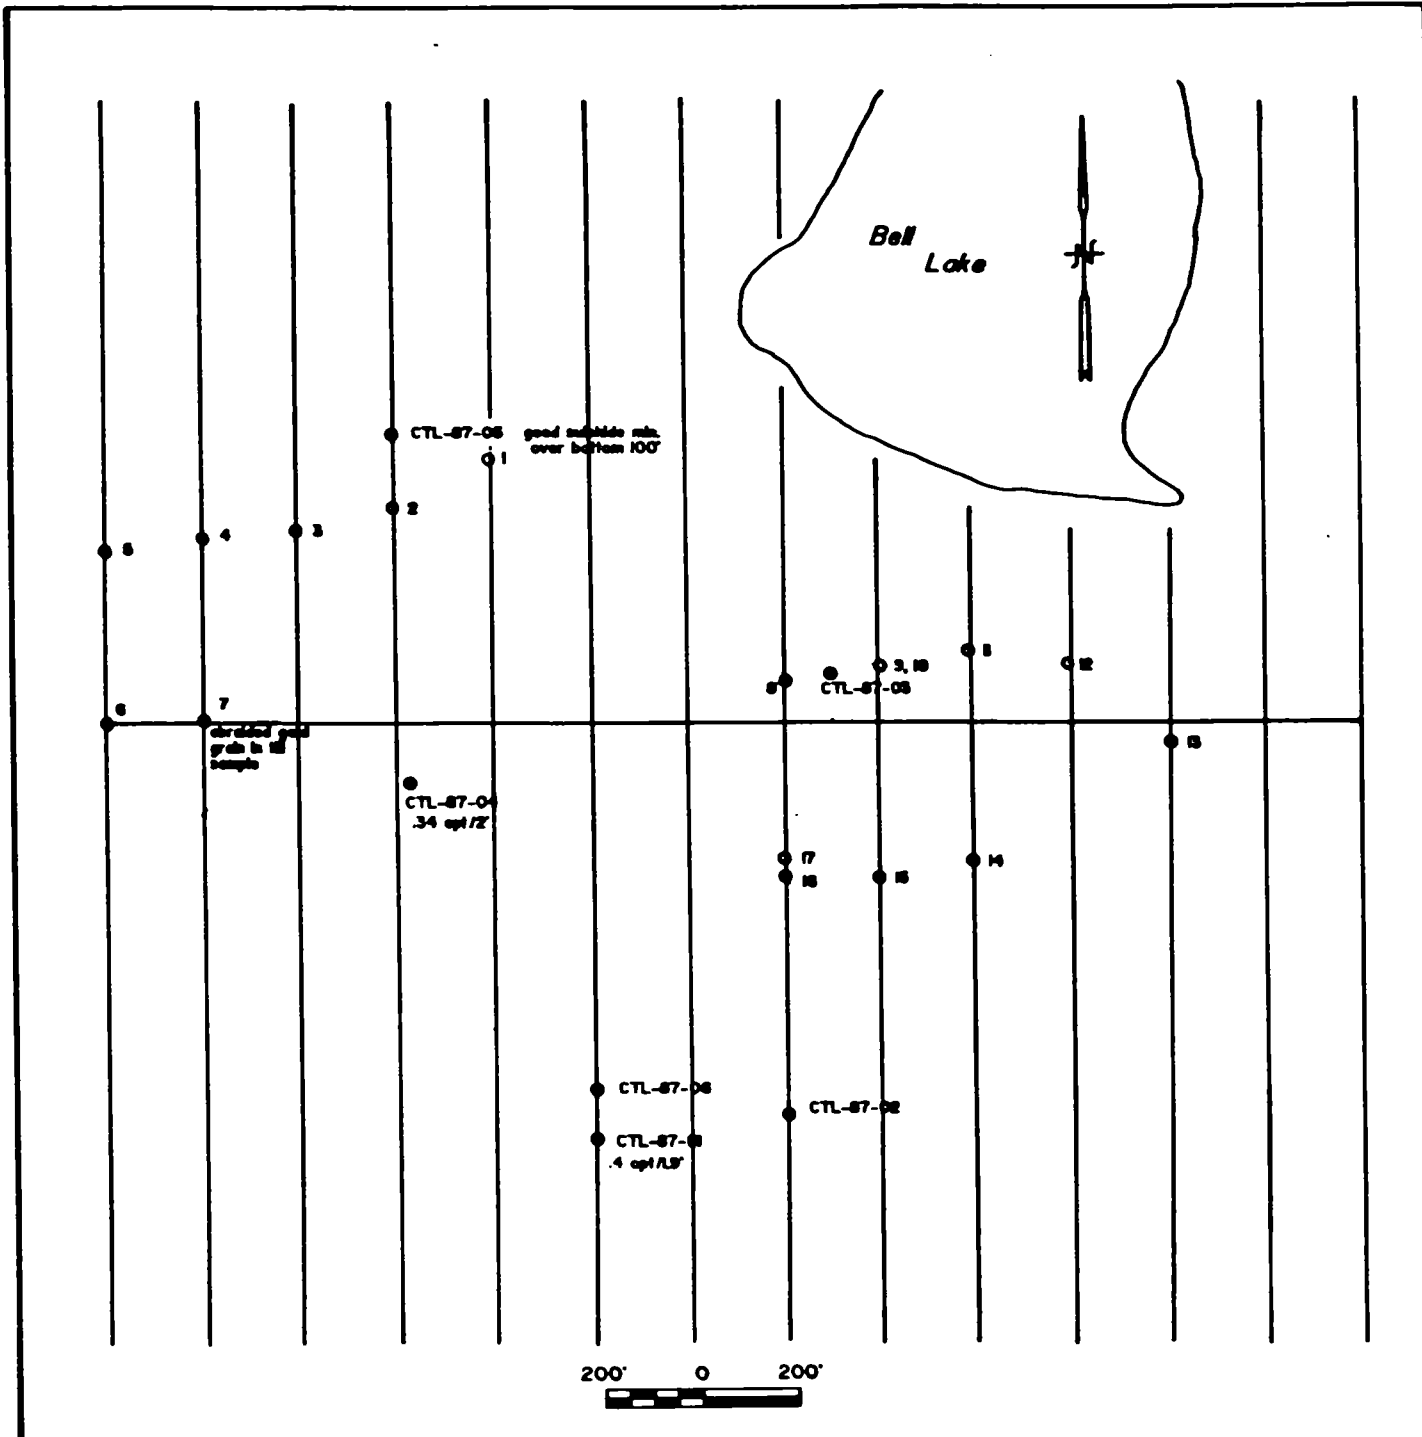 Bell
Lake
CTL-87-05 good sulphide min.
over bottom 100'
1
2
3
4
5
6
7
abraded gold
grain in till
sample
CTL-87-04
.34 opt/2'
8
CTL-87-03
9, 10
12
13
14
15
16
17
CTL-87-06
CTL-87-02
CTL-87-01
.4 opt/1.9'
200' 0 200'